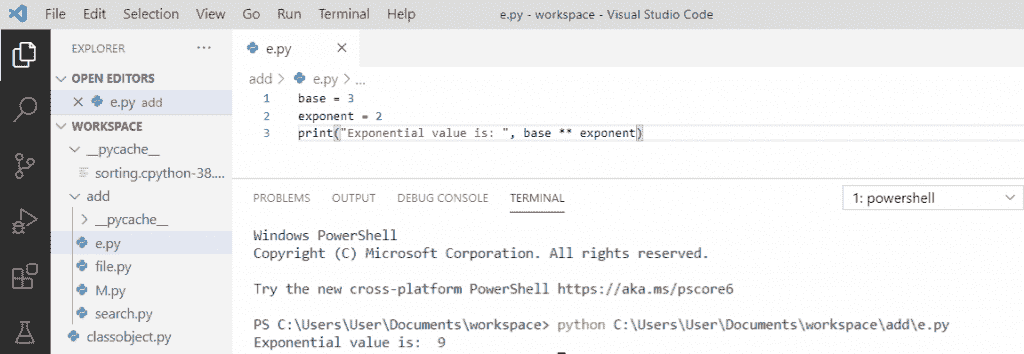 File Edit Selection View Go Run Terminal Help e.py - workspace - Visual Studio Code
EXPLORER ...
OPEN EDITORS
e.py add
WORKSPACE
__pycache__
sorting.cpython-38....
add
__pycache__
e.py
file.py
M.py
search.py
classobject.py
e.py
add > e.py > ...
1 base = 3
2 exponent = 2
3 print("Exponential value is: ", base ** exponent)
PROBLEMS OUTPUT DEBUG CONSOLE TERMINAL 1: powershell
Windows PowerShell
Copyright (C) Microsoft Corporation. All rights reserved.
Try the new cross-platform PowerShell https://aka.ms/pscore6
PS C:\Users\User\Documents\workspace> python C:\Users\User\Documents\workspace\add\e.py
Exponential value is:  9